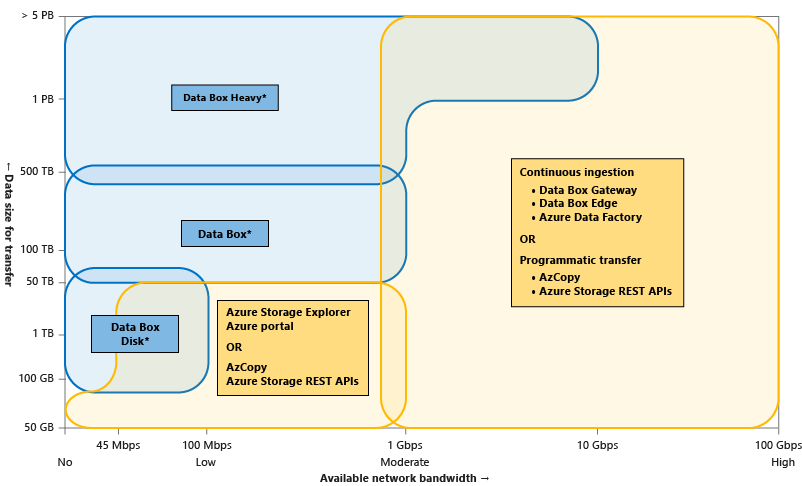 > 5 PB
1 PB
500 TB
100 TB
50 TB
1 TB
100 GB
50 GB
← Data size for transfer →
Data Box Heavy*
Data Box*
Data Box
Disk*
Azure Storage Explorer
Azure portal
OR
AzCopy
Azure Storage REST APIs
Continuous ingestion
• Data Box Gateway
• Data Box Edge
• Azure Data Factory
OR
Programmatic transfer
• AzCopy
• Azure Storage REST APIs
45 Mbps
100 Mbps
1 Gbps
10 Gbps
100 Gbps
No
Low
Moderate
High
Available network bandwidth →